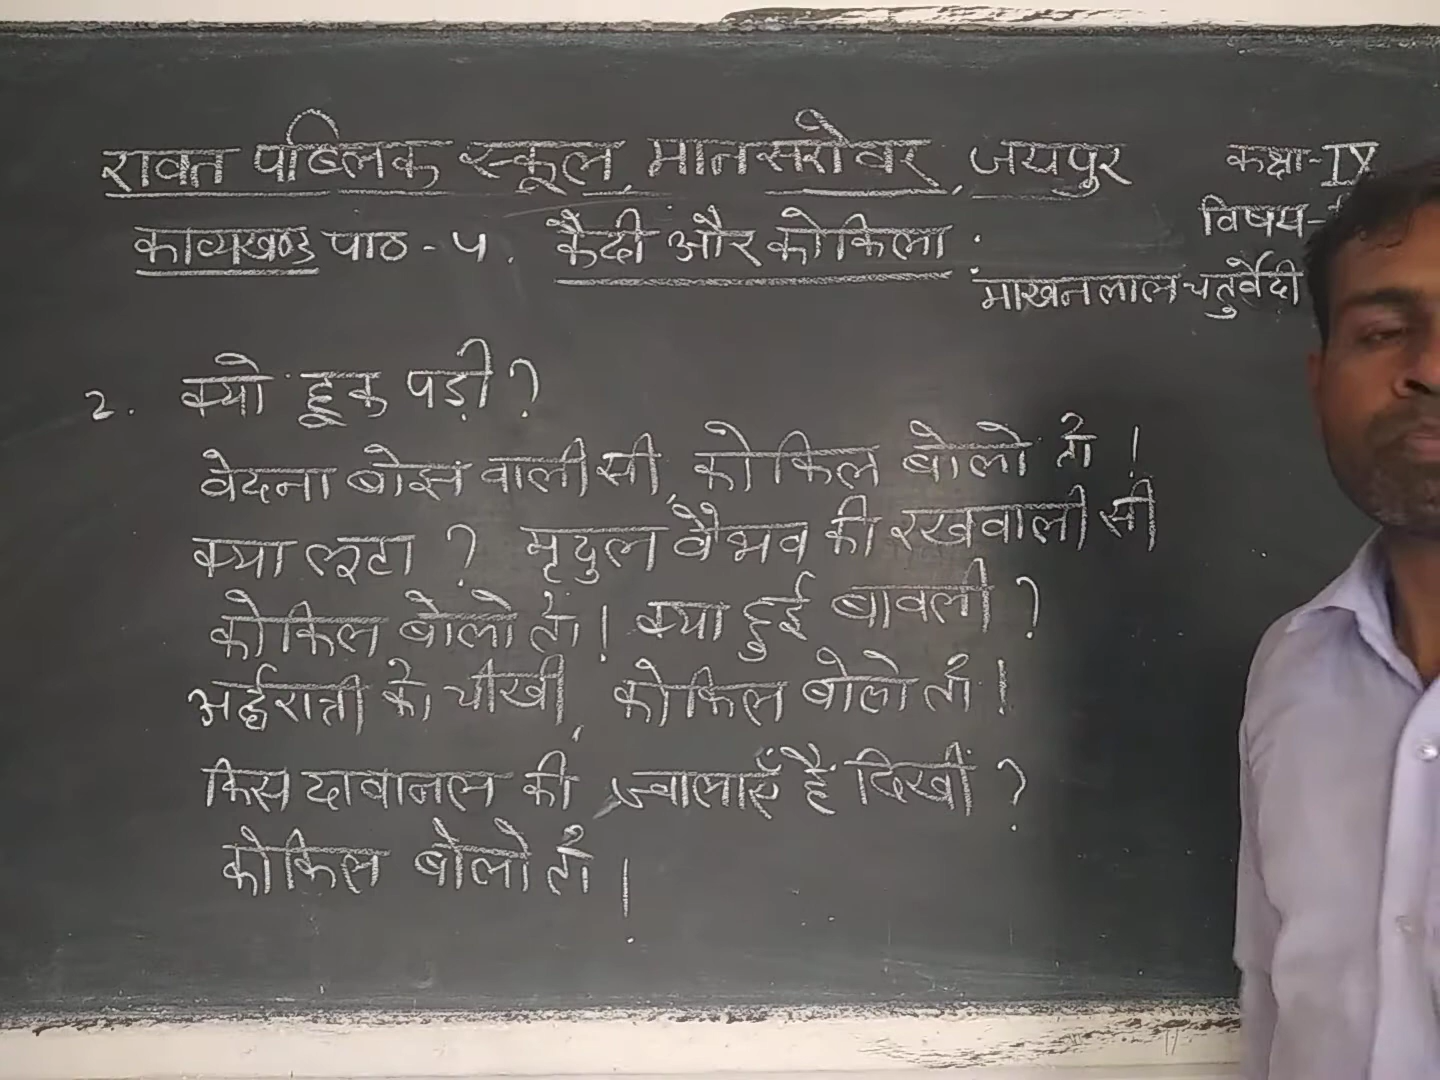 रावत पब्लिक स्कूल, मानसरोवर, जयपुर
कक्षा-IX
विषय-
काव्यखण्ड पाठ - ५. कैदी और कोकिला :
माखनलाल चतुर्वेदी
2. क्यों हूक पड़ी ?
वेदना बोझ वाली सी, कोकिल बोलो तो !
क्या लूटा ? मृदुल वैभव की रखवाली सी
कोकिल बोलो तो ! क्या हुई बावली ?
अर्द्धरात्री को चीखी, कोकिल बोलो तो !
किस दावानल की ज्वालाएँ हैं दिखीं ?
कोकिल बोलो तो !